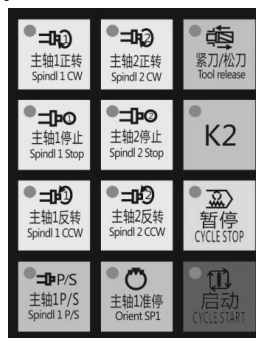 主轴1正转
Spindl 1 CW
主轴2正转
Spindl 2 CW
紧刀/松刀
Tool release
主轴1停止
Spindl 1 Stop
主轴2停止
Spindl 2 Stop
K2
主轴1反转
Spindl 1 CCW
主轴2反转
Spindl 2 CCW
暂停
CYCLE STOP
P/S
主轴1P/S
Spindl 1 P/S
主轴1准停
Orient SP1
启动
CYCLE START